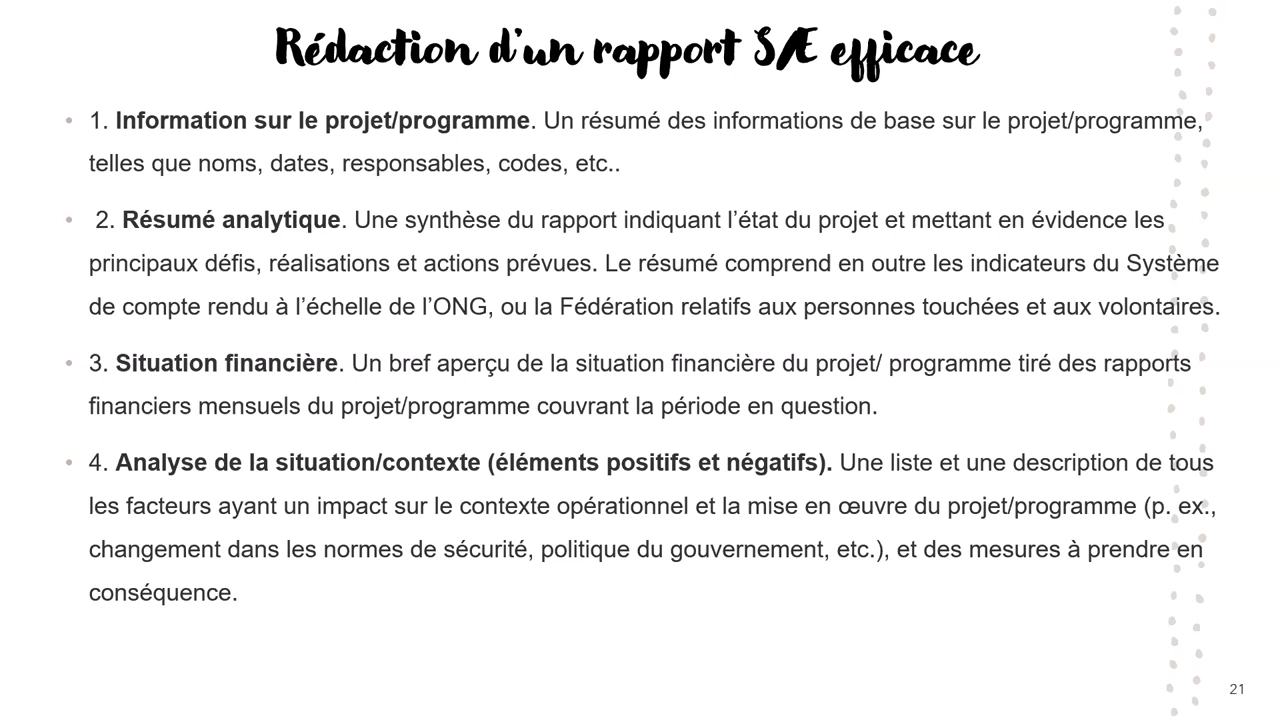 Rédaction d'un rapport S/E efficace
• 1. Information sur le projet/programme. Un résumé des informations de base sur le projet/programme,
telles que noms, dates, responsables, codes, etc..
• 2. Résumé analytique. Une synthèse du rapport indiquant l’état du projet et mettant en évidence les
principaux défis, réalisations et actions prévues. Le résumé comprend en outre les indicateurs du Système
de compte rendu à l’échelle de l’ONG, ou la Fédération relatifs aux personnes touchées et aux volontaires.
• 3. Situation financière. Un bref aperçu de la situation financière du projet/ programme tiré des rapports
financiers mensuels du projet/programme couvrant la période en question.
• 4. Analyse de la situation/contexte (éléments positifs et négatifs). Une liste et une description de tous
les facteurs ayant un impact sur le contexte opérationnel et la mise en œuvre du projet/programme (p. ex.,
changement dans les normes de sécurité, politique du gouvernement, etc.), et des mesures à prendre en
conséquence.
21